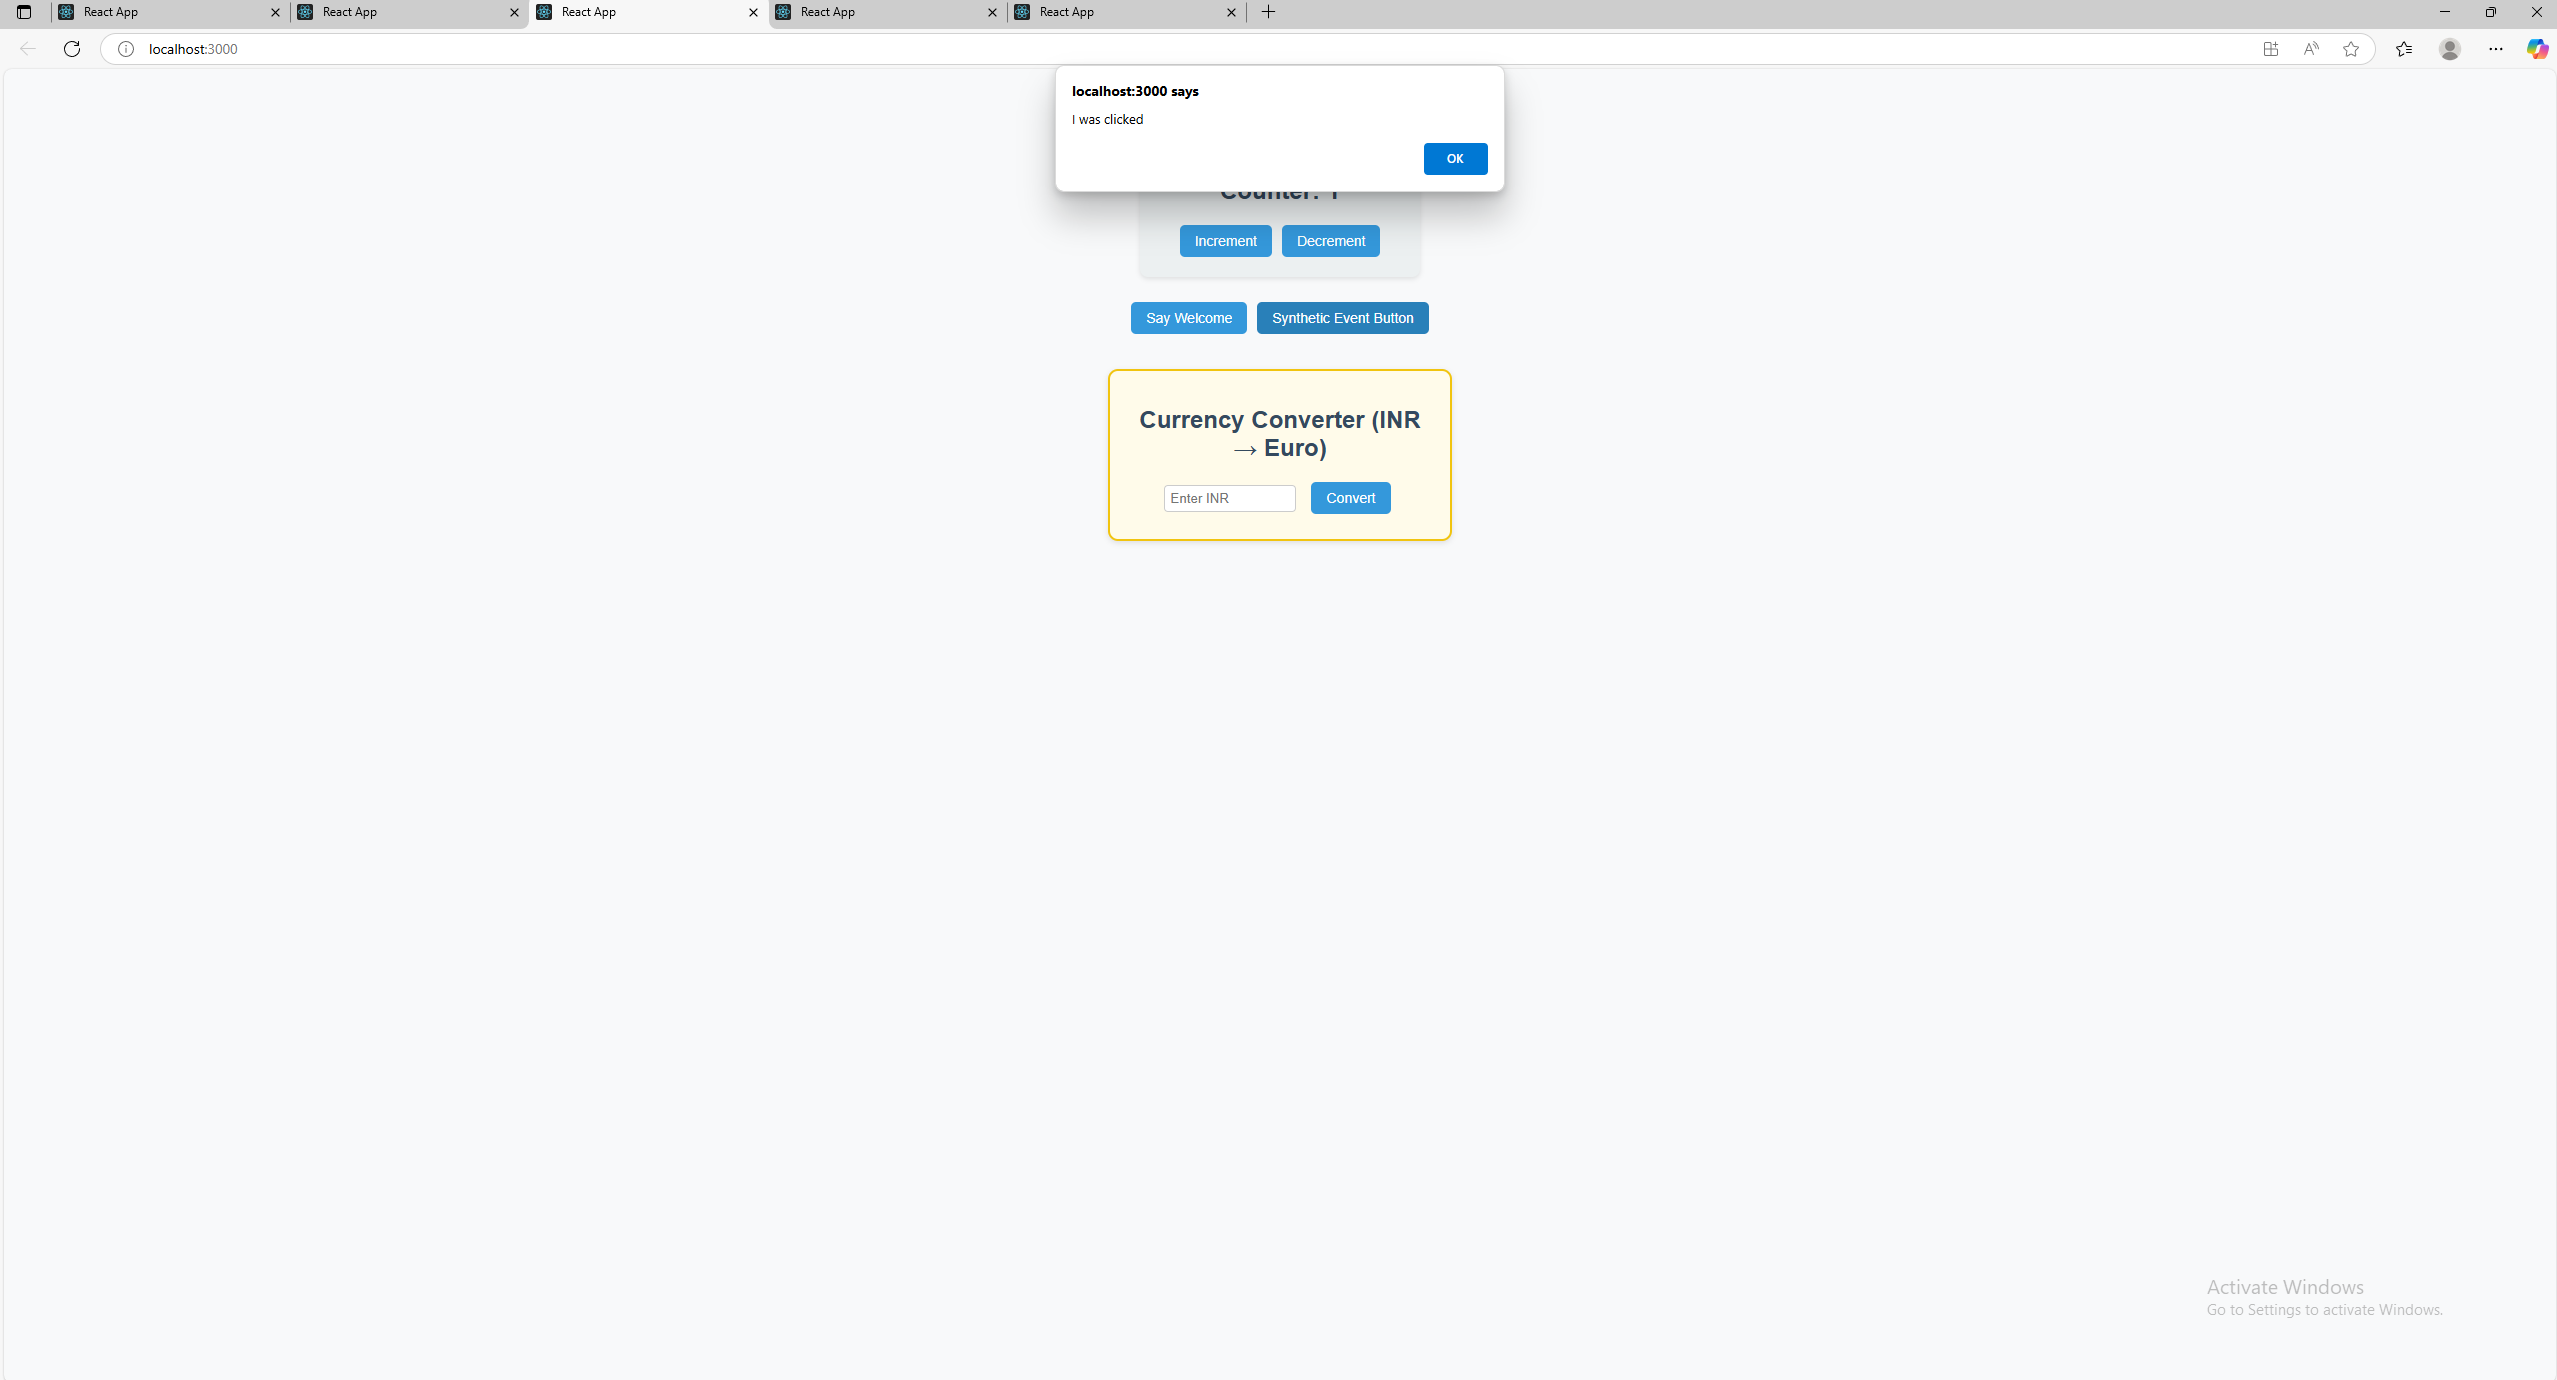 React App
React App
React App
React App
React App
localhost:3000
localhost:3000 says
I was clicked
OK
Counter: 1
Increment
Decrement
Say Welcome
Synthetic Event Button
Currency Converter (INR
→ Euro)
Enter INR
Convert
Activate Windows
Go to Settings to activate Windows.